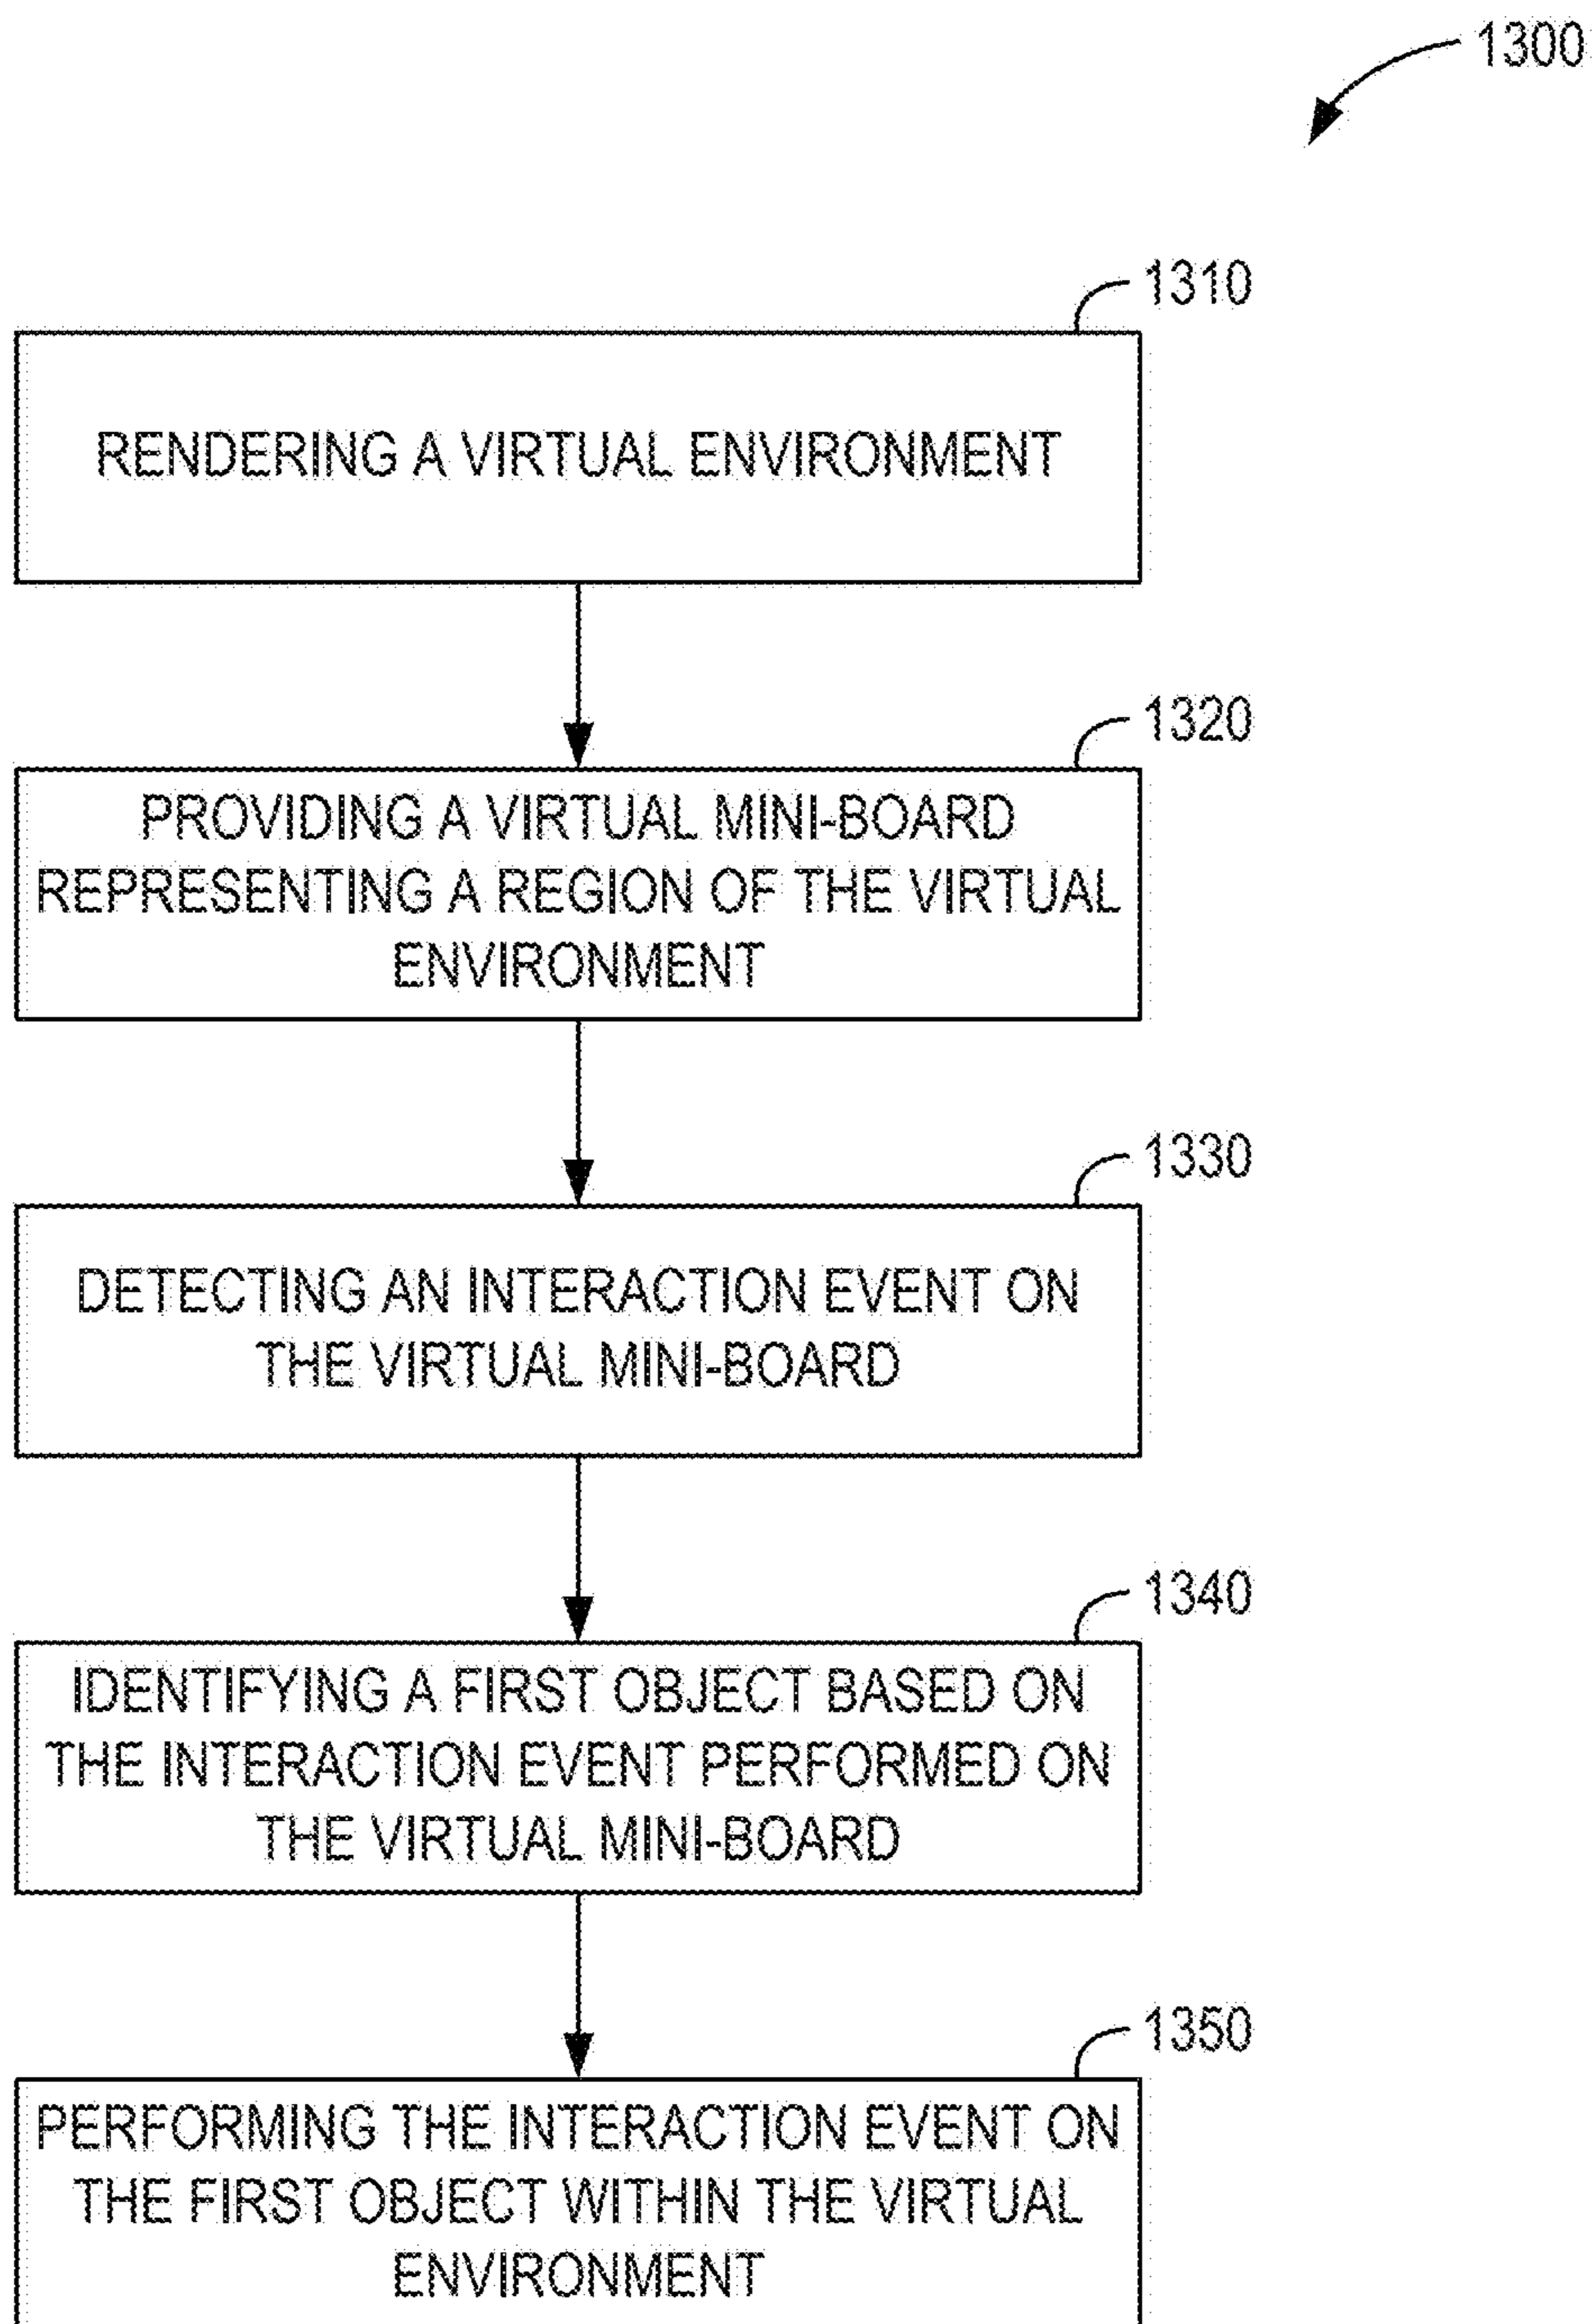 1300
1310
RENDERING A VIRTUAL ENVIRONMENT
1320
PROVIDING A VIRTUAL MINI-BOARD
REPRESENTING A REGION OF THE VIRTUAL
ENVIRONMENT
1330
DETECTING AN INTERACTION EVENT ON
THE VIRTUAL MINI-BOARD
1340
IDENTIFYING A FIRST OBJECT BASED ON
THE INTERACTION EVENT PERFORMED ON
THE VIRTUAL MINI-BOARD
1350
PERFORMING THE INTERACTION EVENT ON
THE FIRST OBJECT WITHIN THE VIRTUAL
ENVIRONMENT